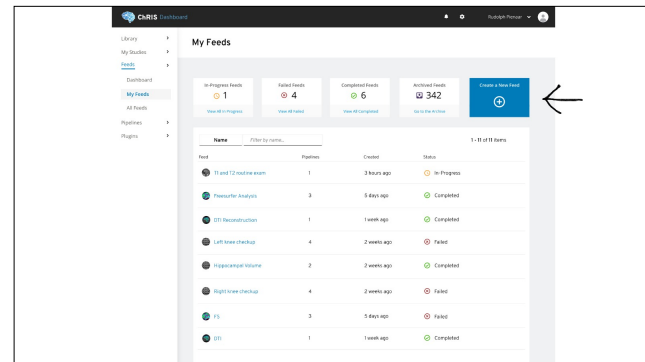 ChRIS Dashboard
Rudolph Pienaar
Library
My Studies
Feeds
Dashboard
My Feeds
All Feeds
Pipelines
Plugins
My Feeds
In-Progress Feeds
1
View All In-Progress
Failed Feeds
4
View All Failed
Completed Feeds
6
View All Completed
Archived Feeds
342
Go to the Archive
Create a New Feed
Name Filter by name... 1 - 11 of 11 items
Feed Pipelines Created Status
T1 and T2 routine exam 1 3 hours ago In-Progress
Freesurfer Analysis 3 5 days ago Completed
DTI Reconstruction 1 1 week ago Completed
Left knee checkup 4 2 weeks ago Failed
Hippocampal Volume 2 2 weeks ago Completed
Right knee checkup 4 2 weeks ago Failed
FS 3 5 days ago Failed
DTI 1 1 week ago Completed